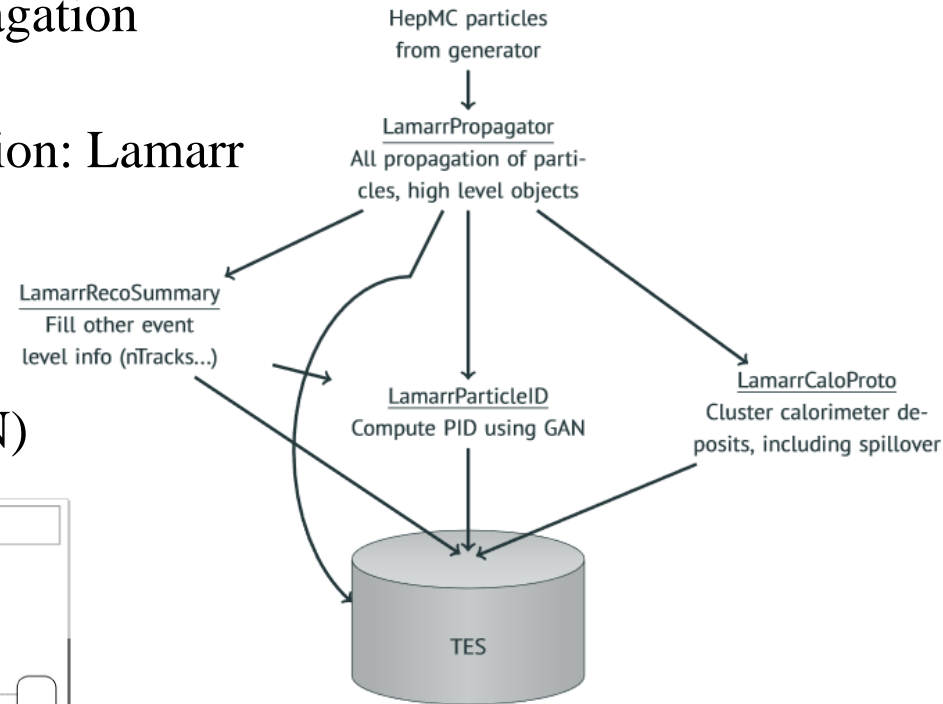 agation
ion: Lamarr
N)
HepMC particles
from generator
LamarrPropagator
All propagation of parti-
cles, high level objects
LamarrRecoSummary
Fill other event
level info (nTracks...)
LamarrParticleID
Compute PID using GAN
LamarrCaloProto
Cluster calorimeter de-
posits, including spillover
TES